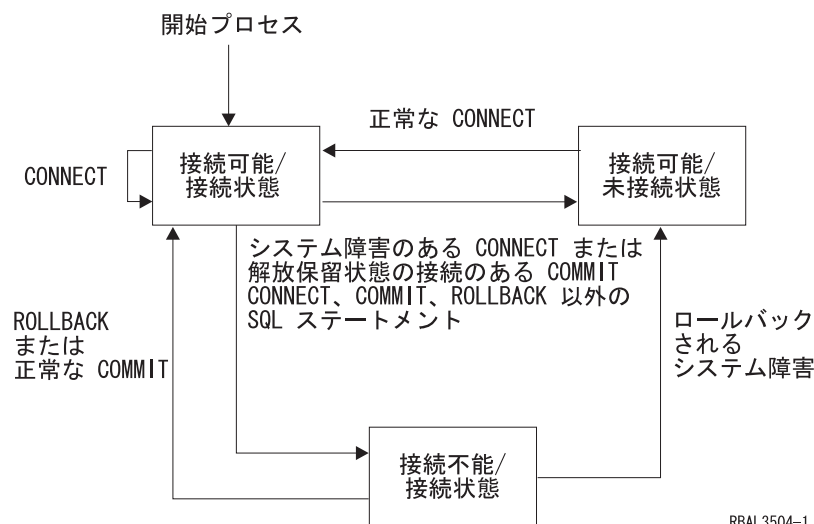 開始プロセス
正常な CONNECT
接続可能/
接続状態
接続可能/
未接続状態
CONNECT
システム障害のある CONNECT または
解放保留状態の接続のある COMMIT
CONNECT、COMMIT、ROLLBACK 以外の
SQL ステートメント
ROLLBACK
または
正常な COMMIT
ロールバック
される
システム障害
接続不能/
接続状態
RBAL3504-1